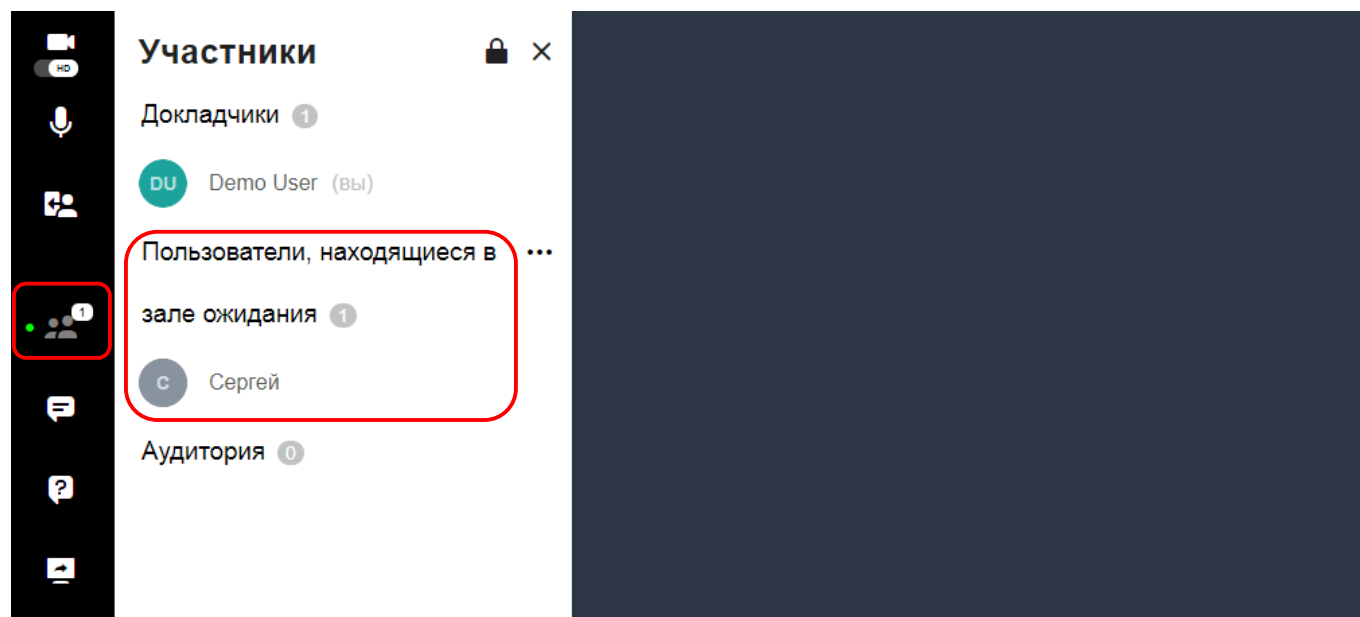 HD
Участники
Докладчики 1
DU Demo User (вы)
Пользователи, находящиеся в
зале ожидания 1
1
С Сергей
Аудитория 0
?